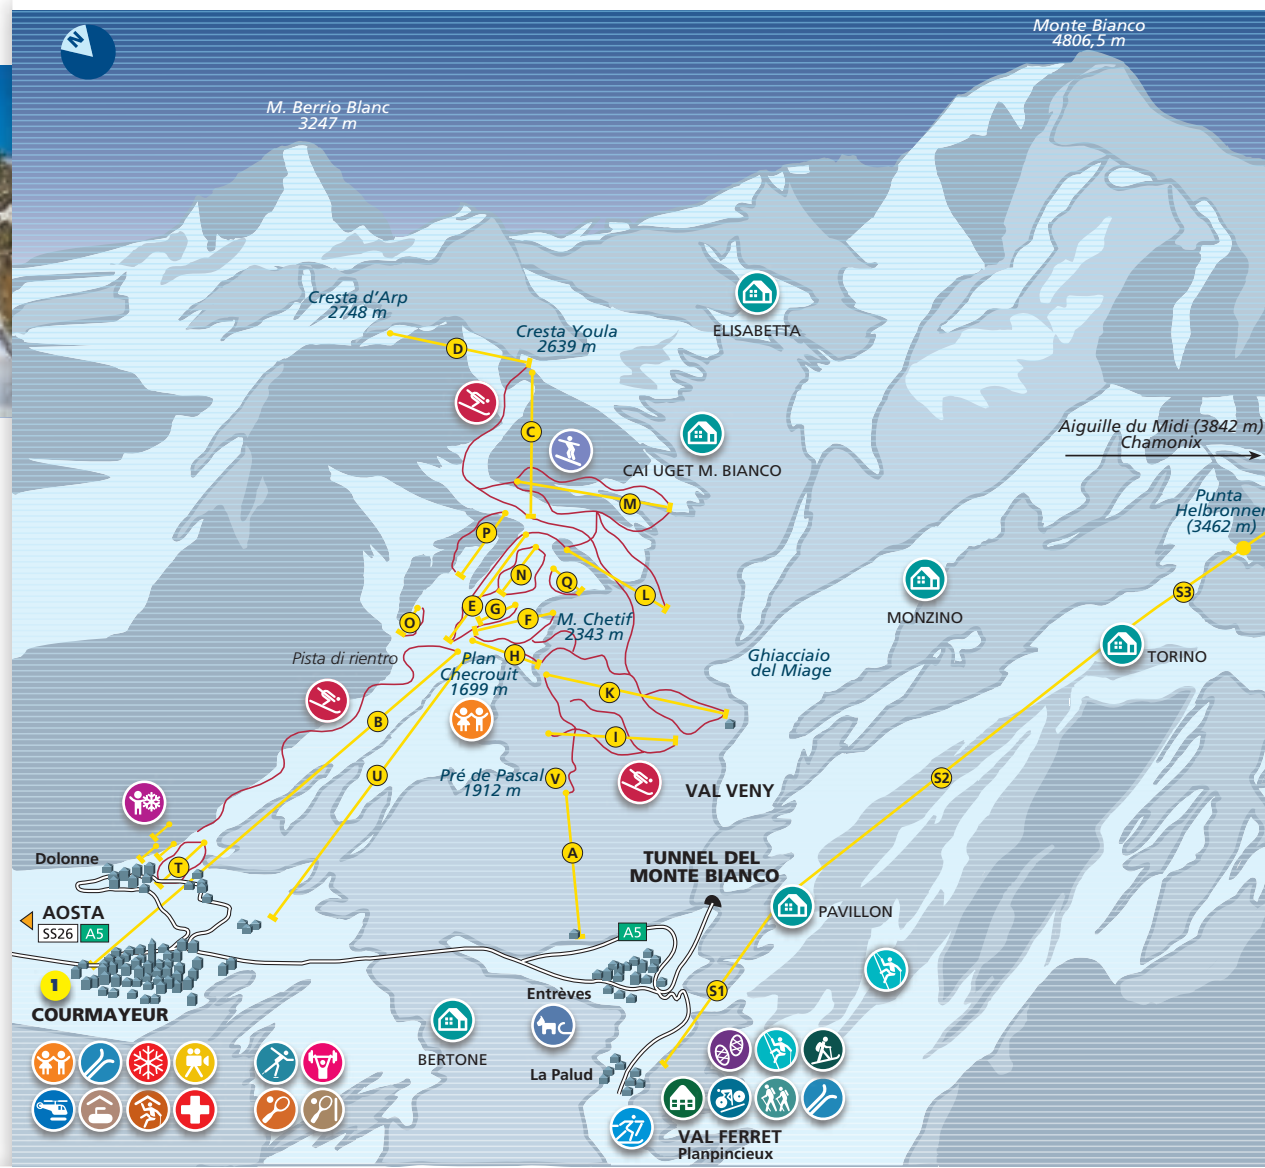 N
Monte Bianco
4806,5 m
M. Berrio Blanc
3247 m
Cresta d’Arp
2748 m
Cresta Youla
2639 m
ELISABETTA
D
C
CAI UGET M. BIANCO
Aiguille du Midi (3842 m)
Chamonix
M
P
Punta
Helbronner
(3462 m)
N
Q
L
S3
E
G
F
O
M. Chetif
2343 m
MONZINO
TORINO
Pista di rientro
Plan
Checrouit
1699 m
H
Ghiacciaio
del Miage
K
B
I
U
Pré de Pascal
1912 m
V
VAL VENY
S2
A
TUNNEL DEL
MONTE BIANCO
Dolonne
T
AOSTA
SS26
A5
A5
PAVILLON
1
COURMAYEUR
Entrèves
S1
BERTONE
La Palud
VAL FERRET
Planpincieux